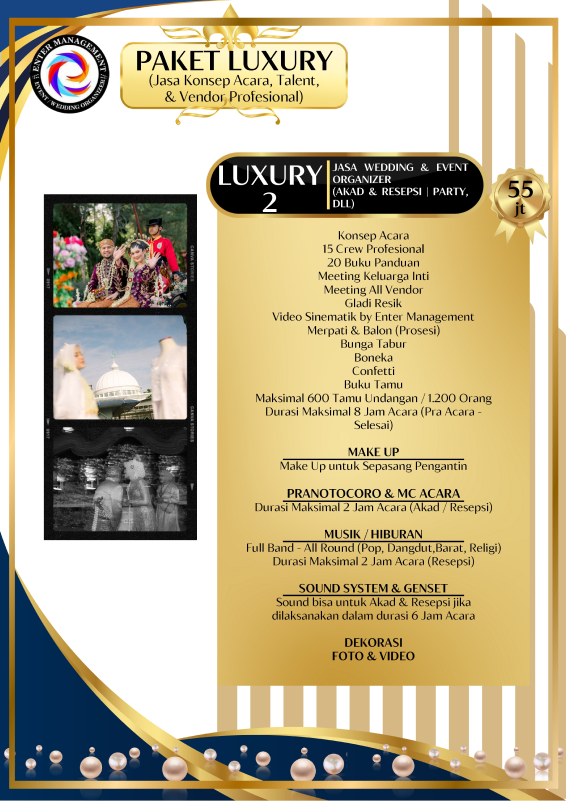 ENTER MANAGEMENT
EVENT / WEDDING ORGANIZER
PAKET LUXURY
(Jasa Konsep Acara, Talent,
& Vendor Profesional)
LUXURY
2
JASA WEDDING & EVENT
ORGANIZER
(AKAD & RESEPSI | PARTY,
DLL)
55
jt
Konsep Acara
15 Crew Profesional
20 Buku Panduan
Meeting Keluarga Inti
Meeting All Vendor
Gladi Resik
Video Sinematik by Enter Management
Merpati & Balon (Prosesi)
Bunga Tabur
Boneka
Confetti
Buku Tamu
Maksimal 600 Tamu Undangan / 1.200 Orang
Durasi Maksimal 8 Jam Acara (Pra Acara -
Selesai)
MAKE UP
Make Up untuk Sepasang Pengantin
PRANOTOCORO & MC ACARA
Durasi Maksimal 2 Jam Acara (Akad / Resepsi)
MUSIK / HIBURAN
Full Band - All Round (Pop, Dangdut,Barat, Religi)
Durasi Maksimal 2 Jam Acara (Resepsi)
SOUND SYSTEM & GENSET
Sound bisa untuk Akad & Resepsi jika
dilaksanakan dalam durasi 6 Jam Acara
DEKORASI
FOTO & VIDEO